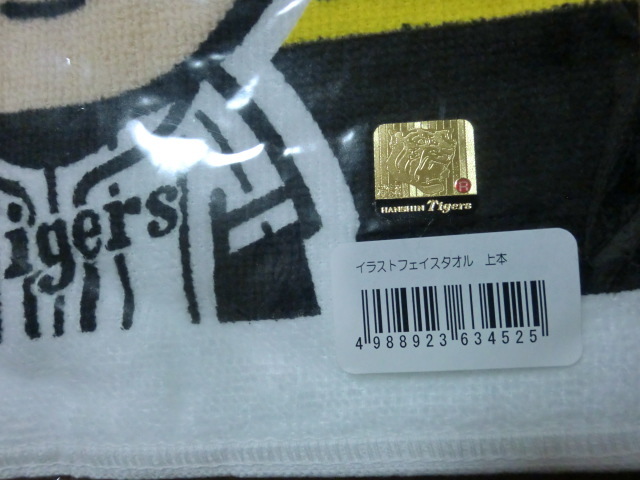 igers
HANSHIN Tigers
R
イラストフェイスタオル 上本
4 988923 634525